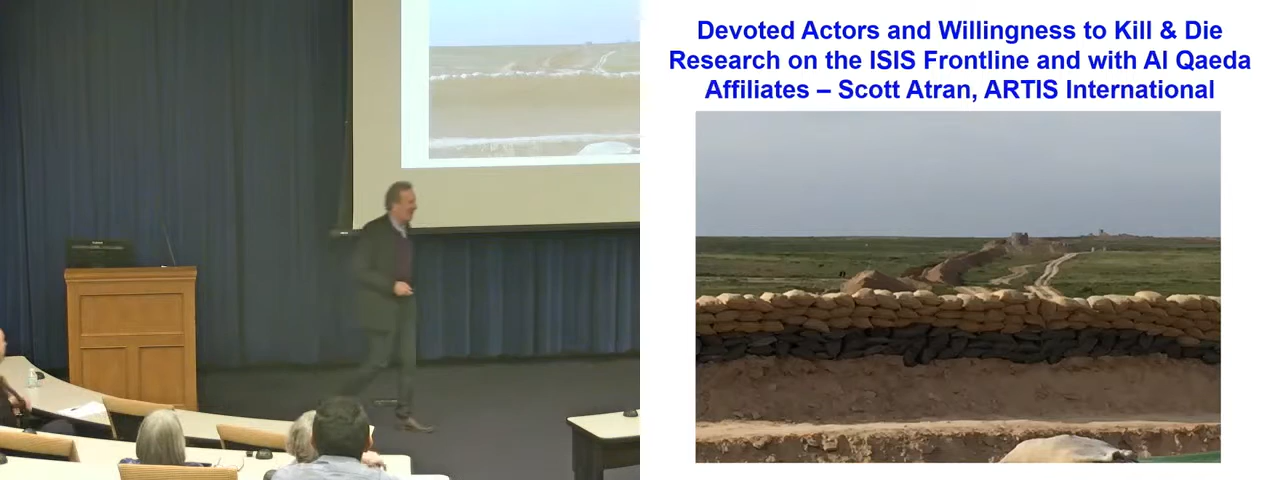 Devoted Actors and Willingness to Kill & Die
Research on the ISIS Frontline and with Al Qaeda
Affiliates – Scott Atran, ARTIS International